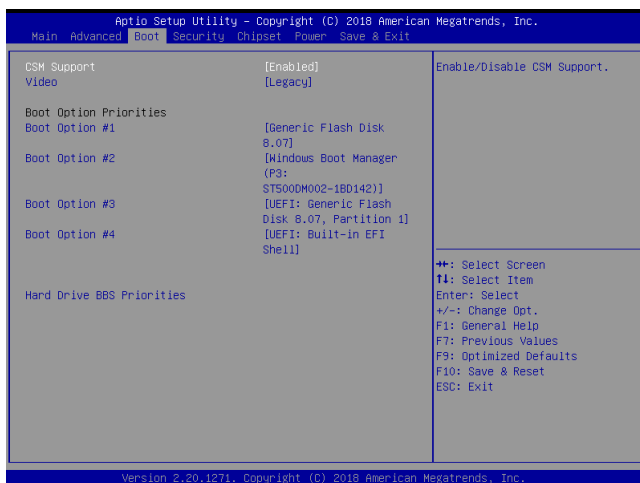 Aptio Setup Utility - Copyright (C) 2018 American Megatrends, Inc.
Main Advanced Boot Security Chipset Power Save & Exit
CSM Support [Enabled]
Video [Legacy]
Boot Option Priorities
Boot Option #1 [Generic Flash Disk
8.07]
Boot Option #2 [Windows Boot Manager
(P3:
ST500DM002-1BD142)]
Boot Option #3 [UEFI: Generic Flash
Disk 8.07, Partition 1]
Boot Option #4 [UEFI: Built-in EFI
Shell]
Hard Drive BBS Priorities
Enable/Disable CSM Support.
→←: Select Screen
↑↓: Select Item
Enter: Select
+/-: Change Opt.
F1: General Help
F7: Previous Values
F9: Optimized Defaults
F10: Save & Reset
ESC: Exit
Version 2.20.1271. Copyright (C) 2018 American Megatrends, Inc.